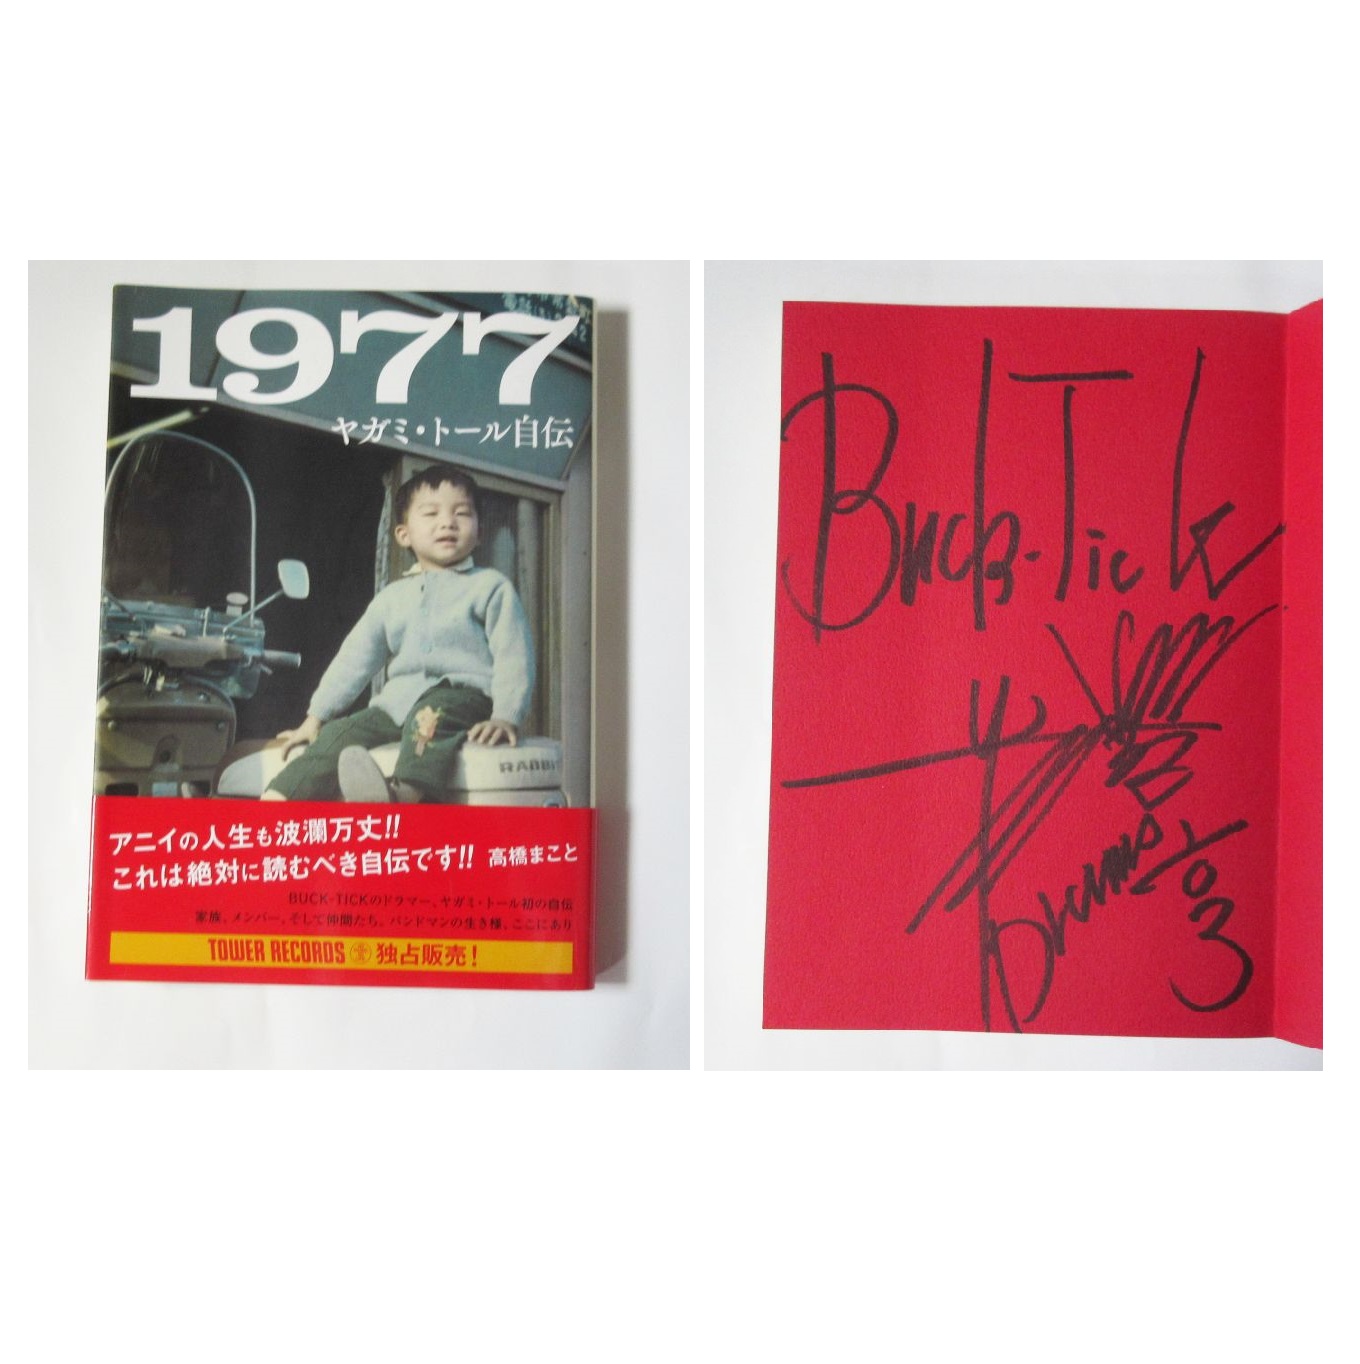 1977
ヤガミ・トール自伝
RABBIT
アニイの人生も波瀾万丈!!
これは絶対に読むべき自伝です!! 高橋まこと
BUCK-TICKのドラマー、ヤガミ・トール初の自伝
家族、メンバー、そして仲間たち。バンドマンの生き様、ここにあり
TOWER RECORDS 独占販売!
Buck-Tick
Drums